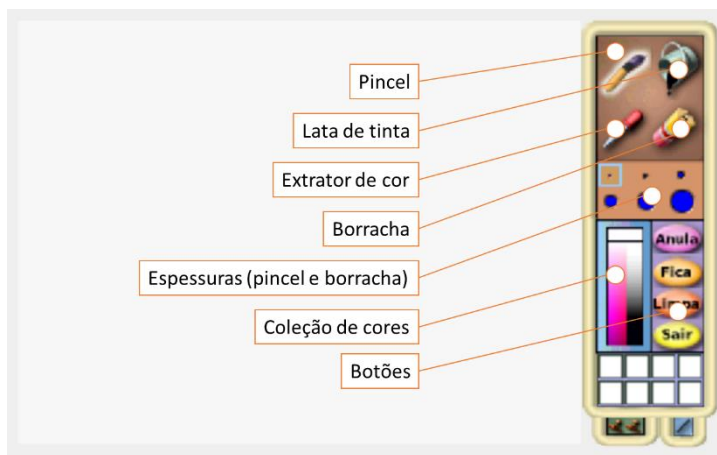 Pincel
Lata de tinta
Extrator de cor
Borracha
Espessuras (pincel e borracha)
Coleção de cores
Botões
Anula
Fica
Limpa
Sair